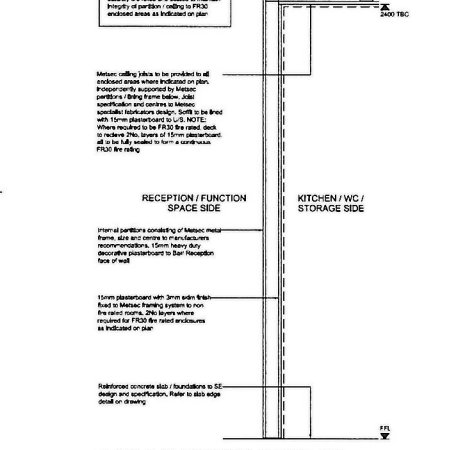 integrity of partition / ceiling to FR30
enclosed areas as indicated on plan
2400 TBC
Metsec ceiling joists to be provided to all
enclosed areas where indicated on plan.
Independently supported by Metsec
partitions / lining frame below. Joist
specification and centres to Metsec
specialist fabricators design. Soffit to be lined
with 15mm plasterboard to U/S. NOTE:
Where required to be FR30 fire rated, deck
to recieve 2No. layers of 15mm plasterboard.
all to be fully sealed to form a continuous
FR30 fire rating
RECEPTION / FUNCTION
SPACE SIDE
KITCHEN / WC /
STORAGE SIDE
Internal partitions consisting of Metsec metal
frame, size and centre to manufacturers
recommendations. 15mm heavy duty
decorative plasterboard to Bar/ Reception
face of wall
15mm plasterboard with 3mm skim finish
fixed to Metsec framing system to non
fire rated rooms. 2No layers where
required for FR30 fire rated enclosures
as indicated on plan
Reinforced concrete slab / foundations to SE
design and specification. Refer to slab edge
detail on drawing
FFL